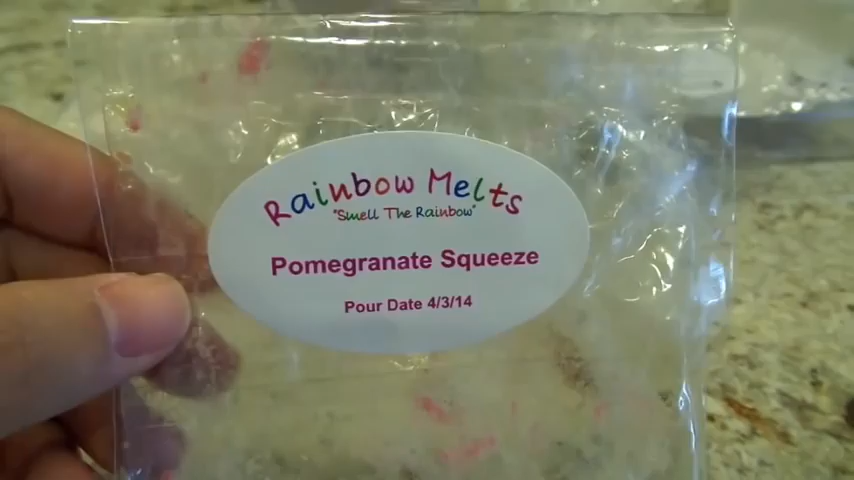 Rainbow Melts
"Smell The Rainbow"
Pomegranate Squeeze
Pour Date 4/3/14